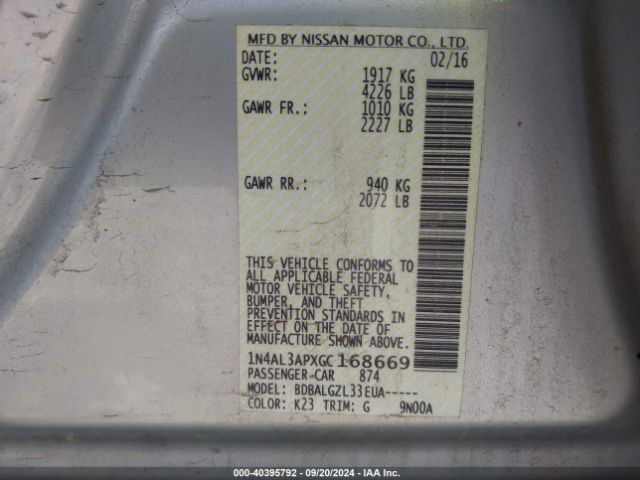 MFD BY NISSAN MOTOR CO., LTD.
DATE: 02/16
GVWR: 1917 KG
4226 LB
GAWR FR.: 1010 KG
2227 LB
GAWR RR.: 940 KG
2072 LB
THIS VEHICLE CONFORMS TO
ALL APPLICABLE FEDERAL
MOTOR VEHICLE SAFETY,
BUMPER, AND THEFT
PREVENTION STANDARDS IN
EFFECT ON THE DATE OF
MANUFACTURE SHOWN ABOVE.
1N4AL3APXGC168669
PASSENGER CAR 874
MODEL: BDBALGZL33EUA-----
COLOR: K23 TRIM: G 9N00A
000-40395792 - 09/20/2024 - IAA Inc.